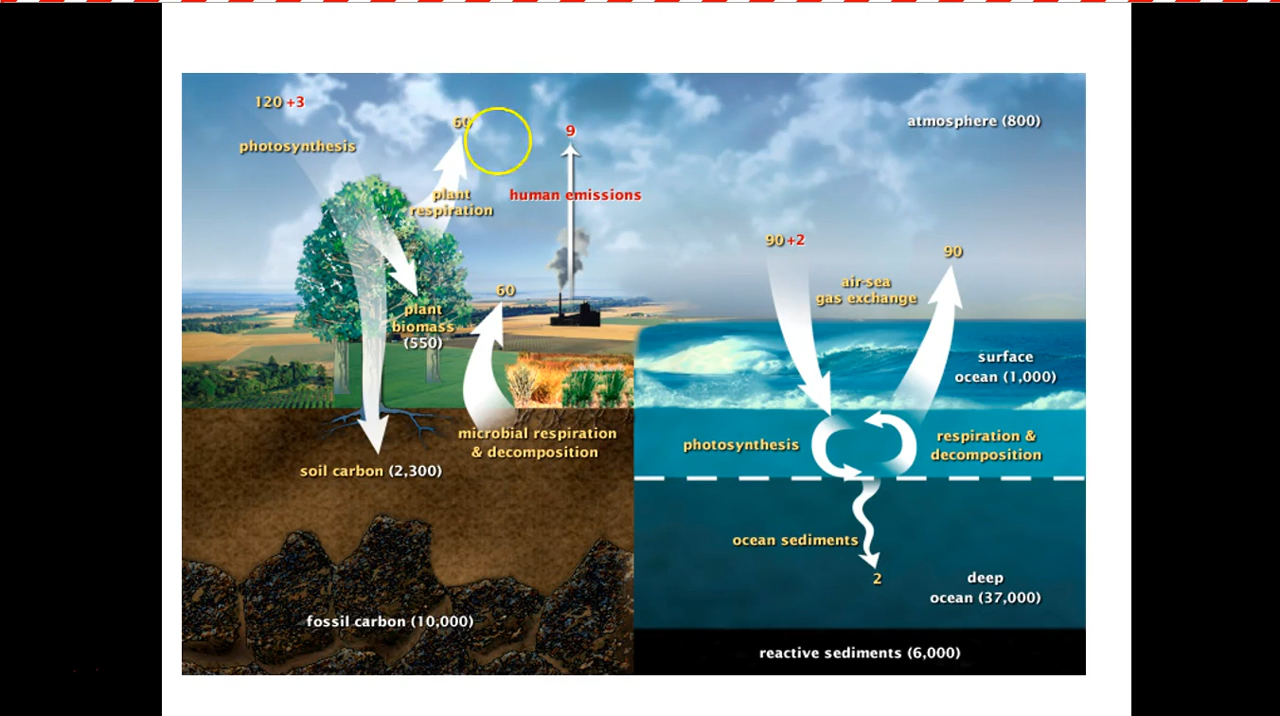 120 +3
photosynthesis
60
plant
respiration
9
human emissions
atmosphere (800)
plant
biomass
(550)
60
microbial respiration
& decomposition
soil carbon (2,300)
fossil carbon (10,000)
90+2
air-sea
gas exchange
90
surface
ocean (1,000)
photosynthesis
respiration &
decomposition
ocean sediments
2
deep
ocean (37,000)
reactive sediments (6,000)